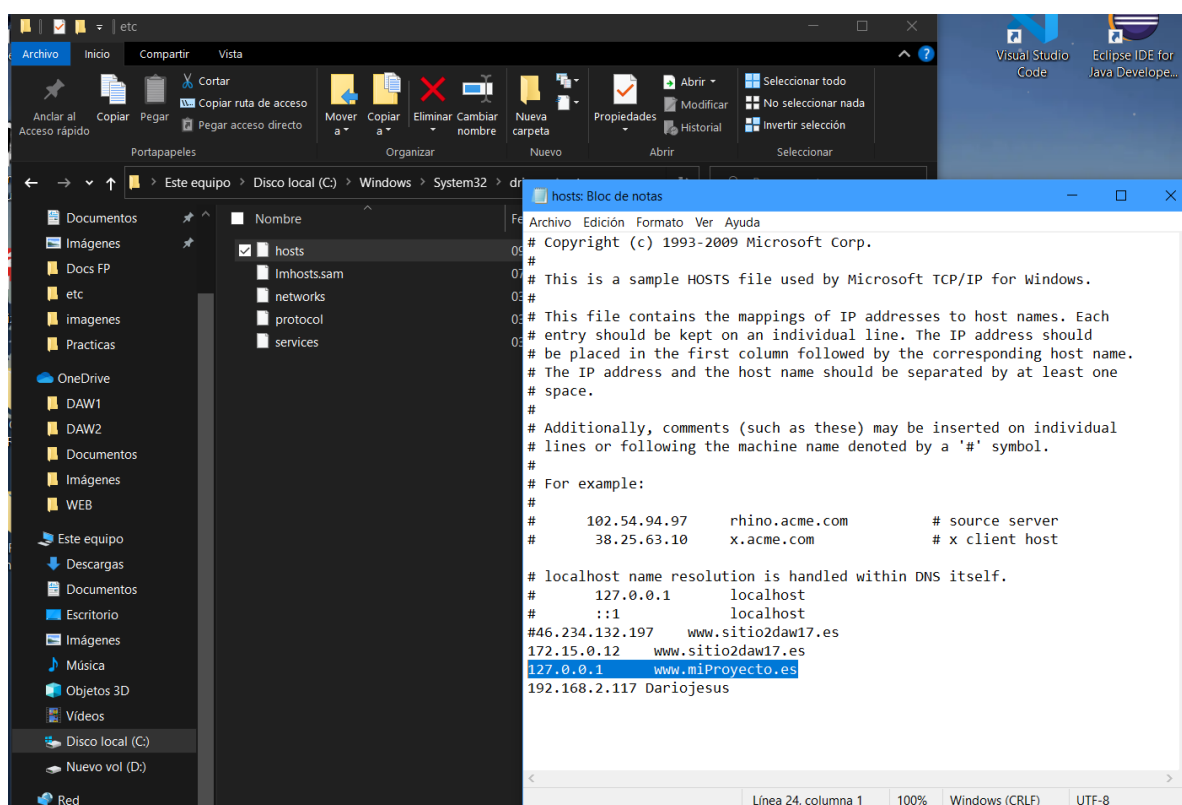 etc
Archivo Inicio Compartir Vista
Anclar al Acceso rápido
Copiar
Pegar
Cortar
Copiar ruta de acceso
Pegar acceso directo
Portapapeles
Mover a
Copiar a
Eliminar
Cambiar nombre
Organizar
Nueva carpeta
Nuevo
Propiedades
Abrir
Modificar
Historial
Abrir
Seleccionar todo
No seleccionar nada
Invertir selección
Seleccionar
Visual Studio Code
Eclipse IDE for Java Develope...
Este equipo > Disco local (C:) > Windows > System32 >
Documentos
Imágenes
Docs FP
etc
imagenes
Practicas
OneDrive
DAW1
DAW2
Documentos
Imágenes
WEB
Este equipo
Descargas
Documentos
Escritorio
Imágenes
Música
Objetos 3D
Vídeos
Disco local (C:)
Nuevo vol (D:)
Red
Nombre
hosts
lmhosts.sam
networks
protocol
services
hosts: Bloc de notas
Archivo Edición Formato Ver Ayuda
# Copyright (c) 1993-2009 Microsoft Corp.
#
# This is a sample HOSTS file used by Microsoft TCP/IP for Windows.
#
# This file contains the mappings of IP addresses to host names. Each
# entry should be kept on an individual line. The IP address should
# be placed in the first column followed by the corresponding host name.
# The IP address and the host name should be separated by at least one
# space.
#
# Additionally, comments (such as these) may be inserted on individual
# lines or following the machine name denoted by a '#' symbol.
#
# For example:
#
# 102.54.94.97 rhino.acme.com # source server
# 38.25.63.10 x.acme.com # x client host

# localhost name resolution is handled within DNS itself.
# 127.0.0.1 localhost
# ::1 localhost
#46.234.132.197 www.sitio2daw17.es
172.15.0.12 www.sitio2daw17.es
127.0.0.1 www.miProyecto.es
192.168.2.117 Dariojesus
Línea 24, columna 1 100% Windows (CRLF) UTF-8